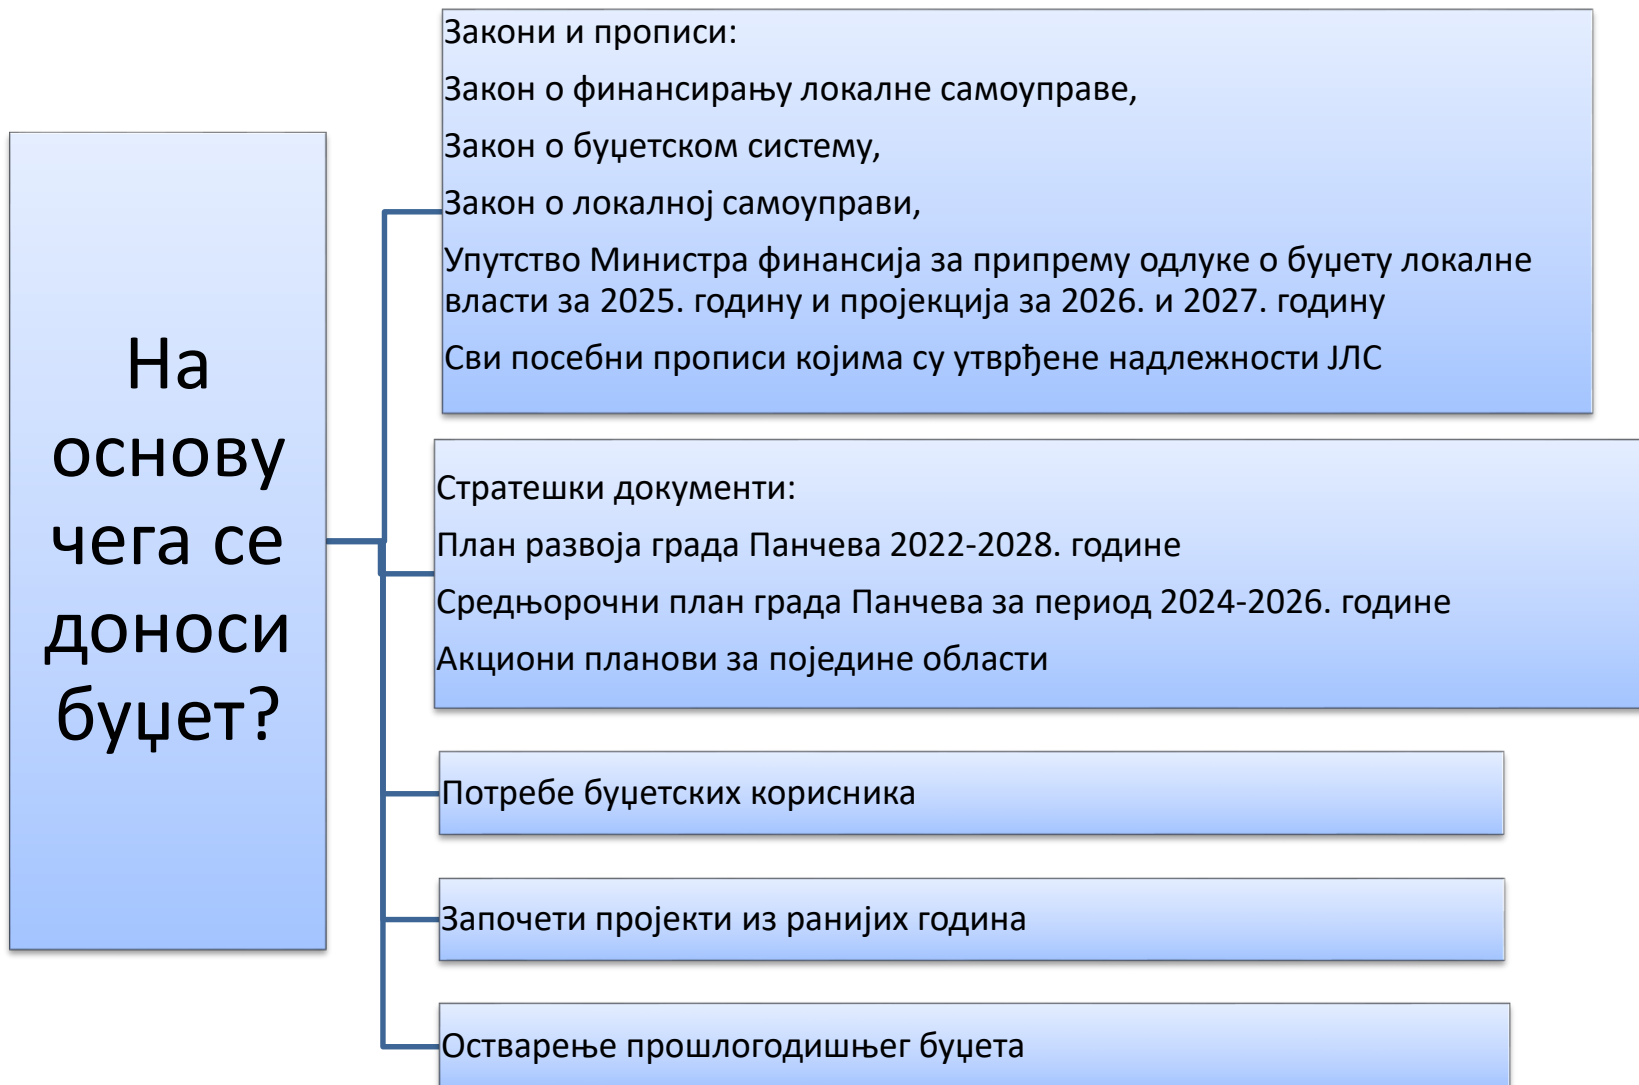 На
основу
чега се
доноси
буџет?
Закони и прописи:
Закон о финансирању локалне самоуправе,
Закон о буџетском систему,
Закон о локалној самоуправи,
Упутство Министра финансија за припрему одлуке о буџету локалне
власти за 2025. годину и пројекција за 2026. и 2027. годину
Сви посебни прописи којима су утврђене надлежности ЈЛС
Стратешки документи:
План развоја града Панчева 2022-2028. године
Средњорочни план града Панчева за период 2024-2026. године
Акциони планови за поједине области
Потребе буџетских корисника
Започети пројекти из ранијих година
Остварење прошлогодишњег буџета